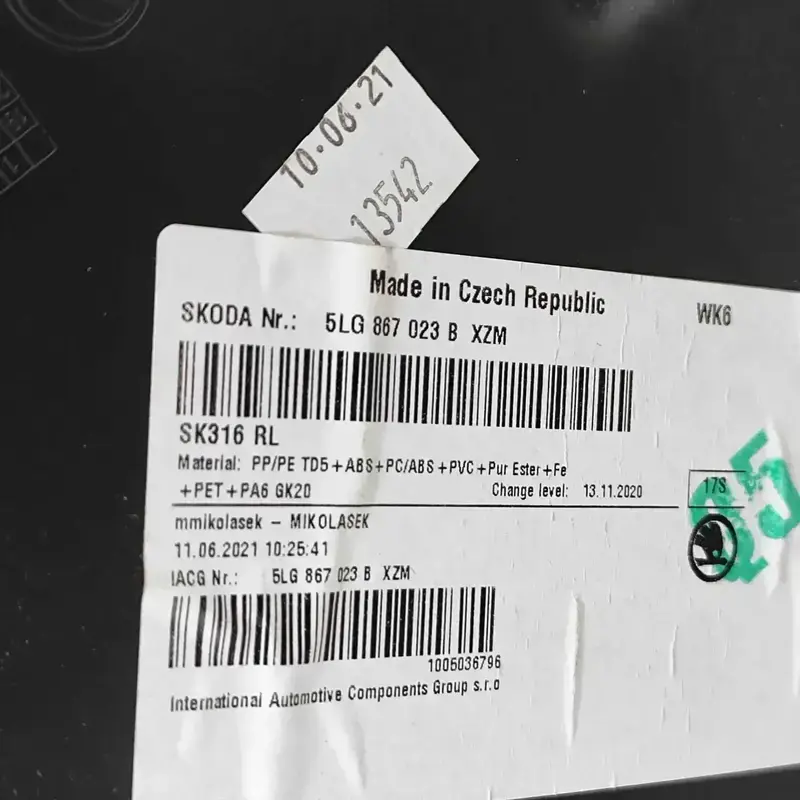 10·06·21
13542
Made in Czech Republic
WK6
SKODA Nr.: 5LG 867 023 B XZM
SK316 RL
Material: PP/PE TD5+ABS+PC/ABS+PVC+Pur Ester+Fe
+PET+PA6 GK20
Change level: 13.11.2020
17S
mmikolasek – MIKOLASEK
11.06.2021 10:25:41
IACG Nr.: 5LG 867 023 B XZM
1005036796
International Automotive Components Group s.r.o